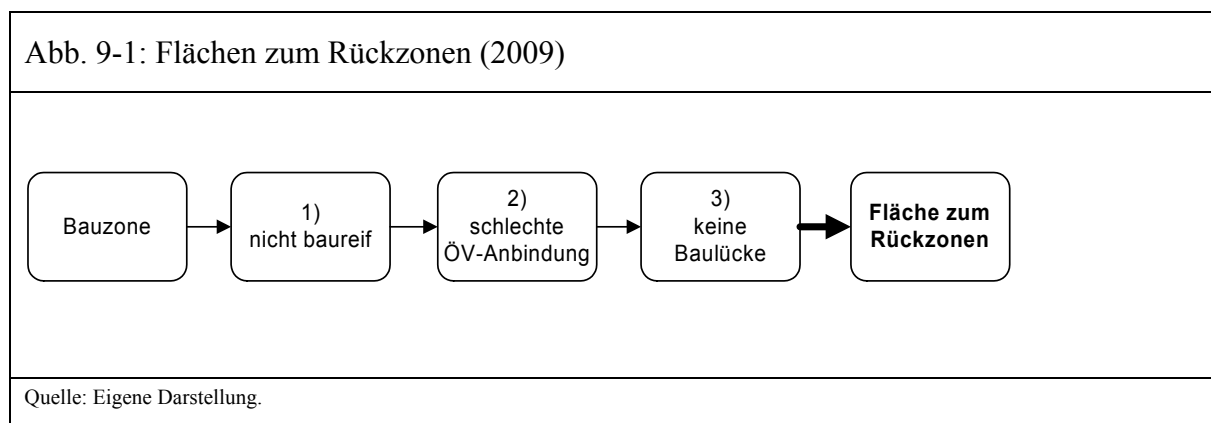 Abb. 9-1: Flächen zum Rückzonen (2009)
Bauzone
1)
nicht baureif
2)
schlechte
ÖV-Anbindung
3)
keine
Baulücke
Fläche zum
Rückzonen
Quelle: Eigene Darstellung.